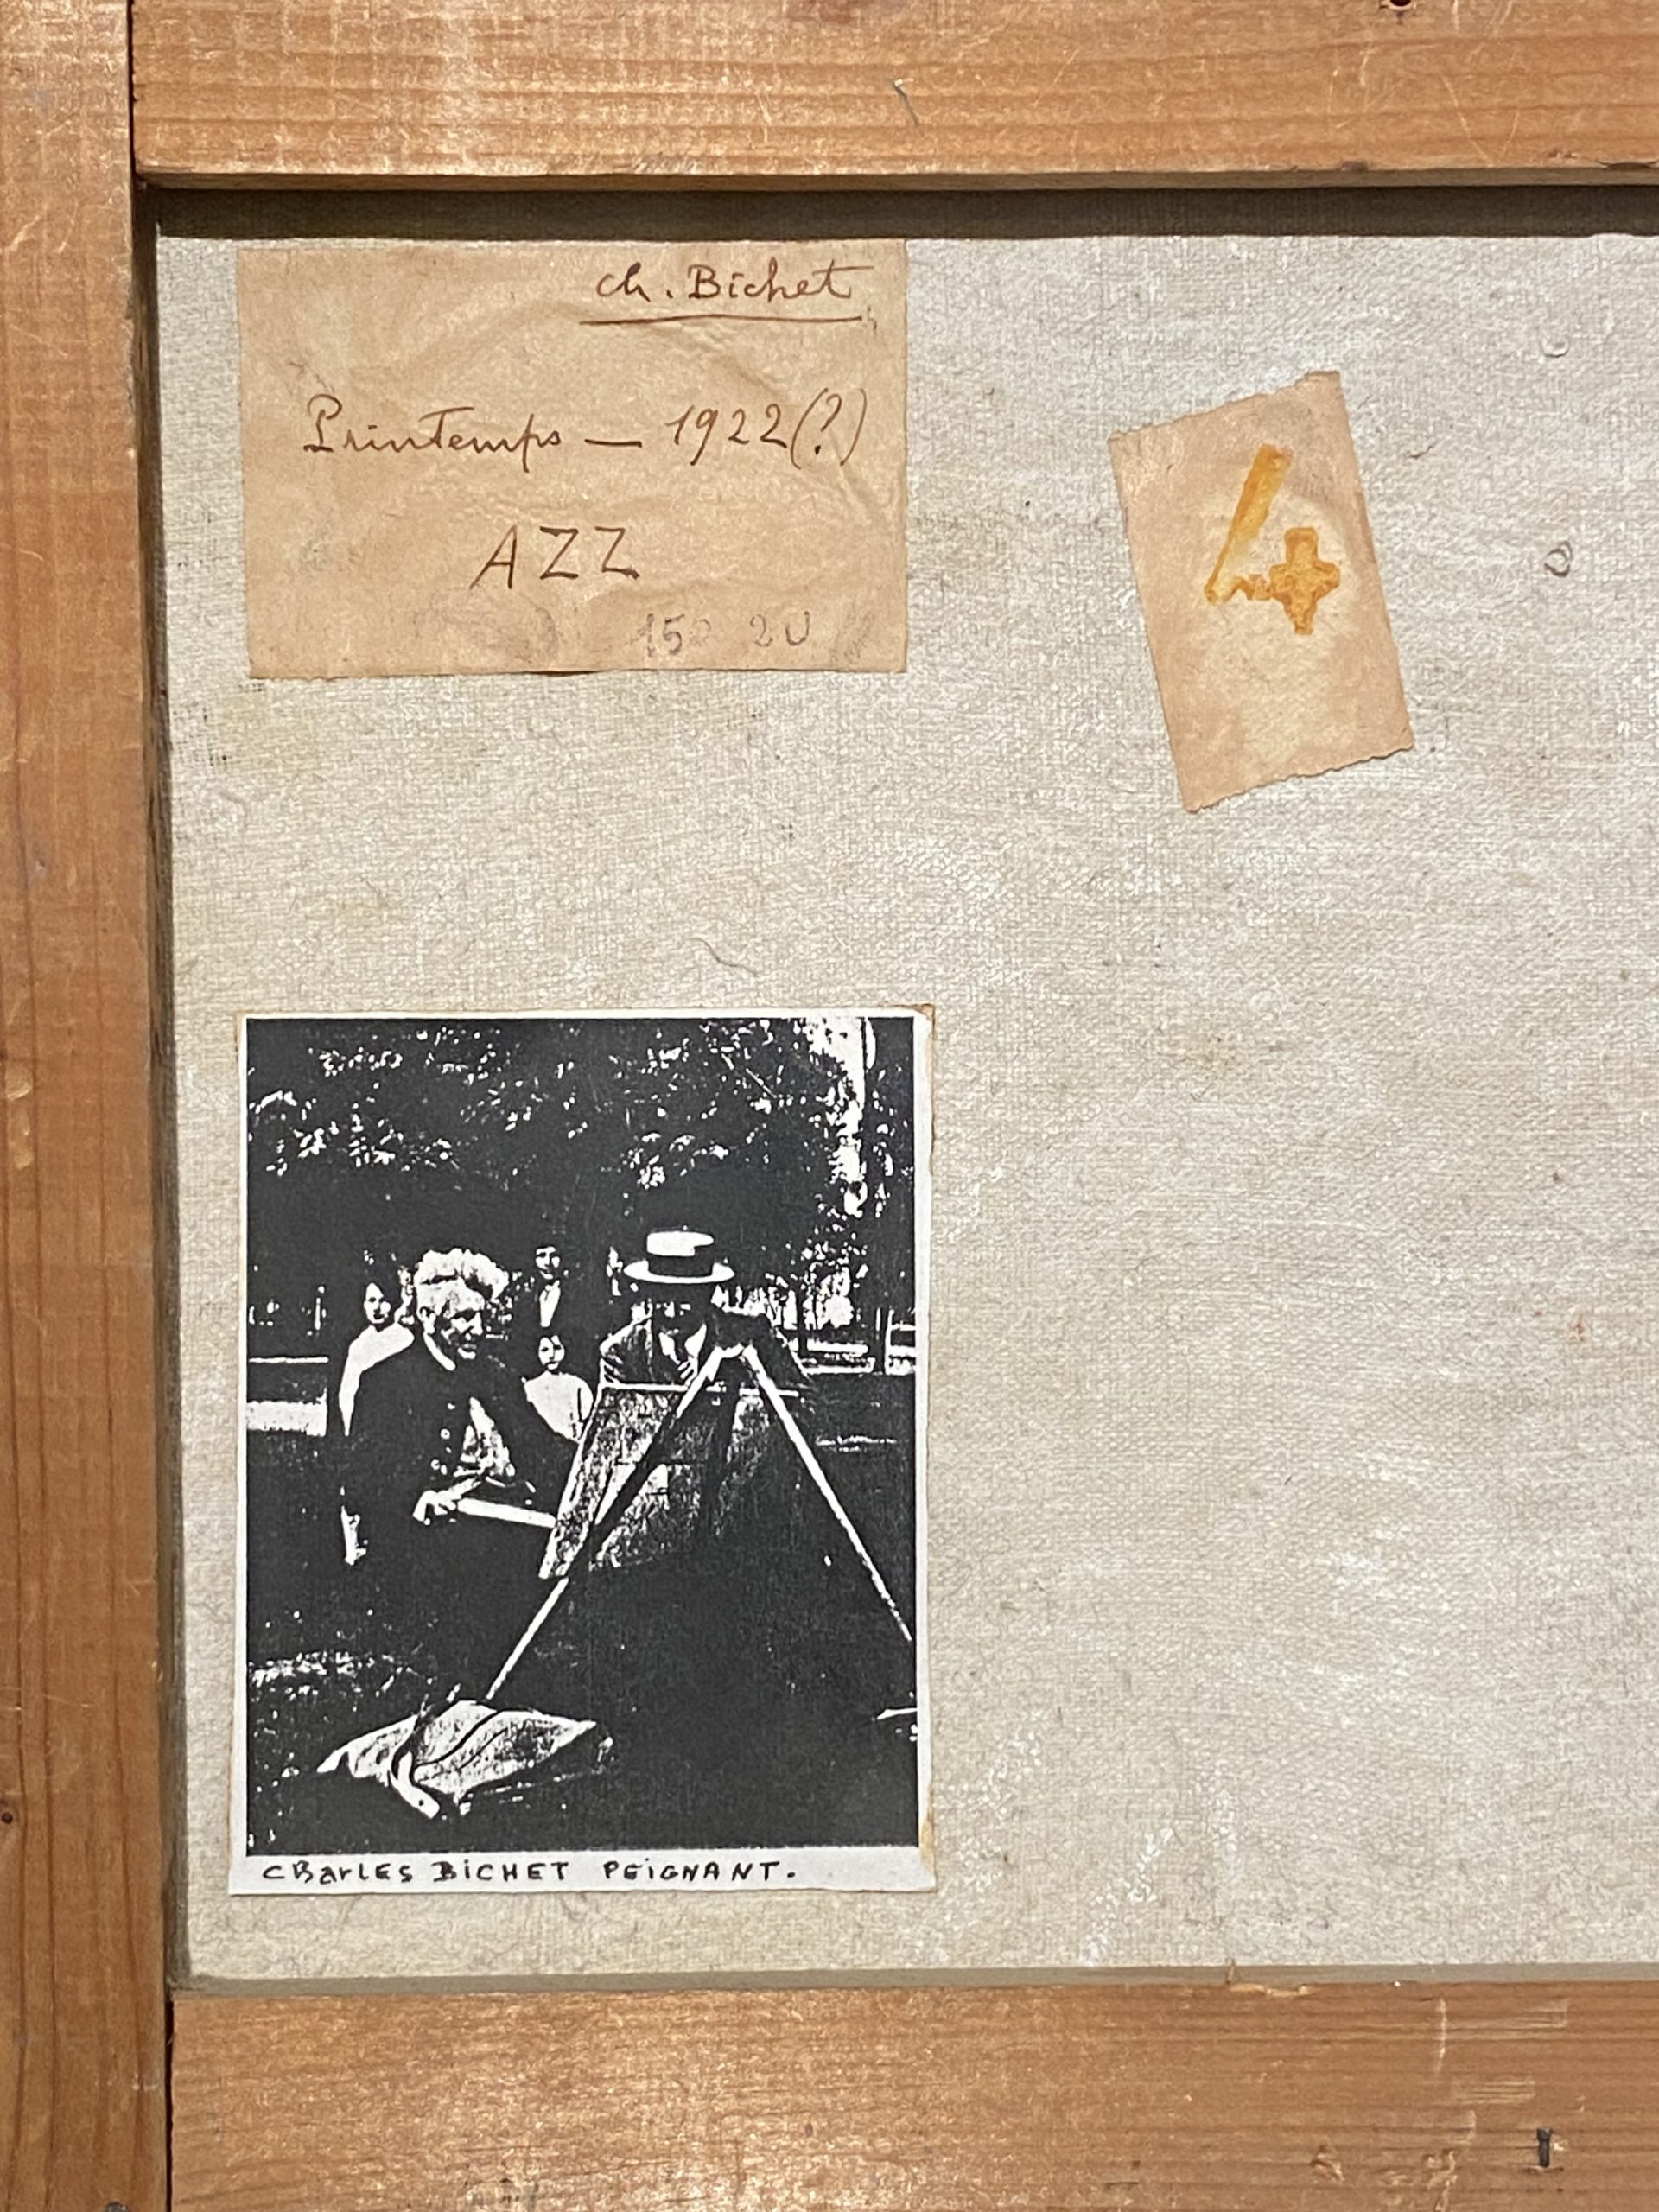 Ch. Bichet
Printemps — 1922(?)
AZZ
4
CHarLES BiCHET PEiGNANT.